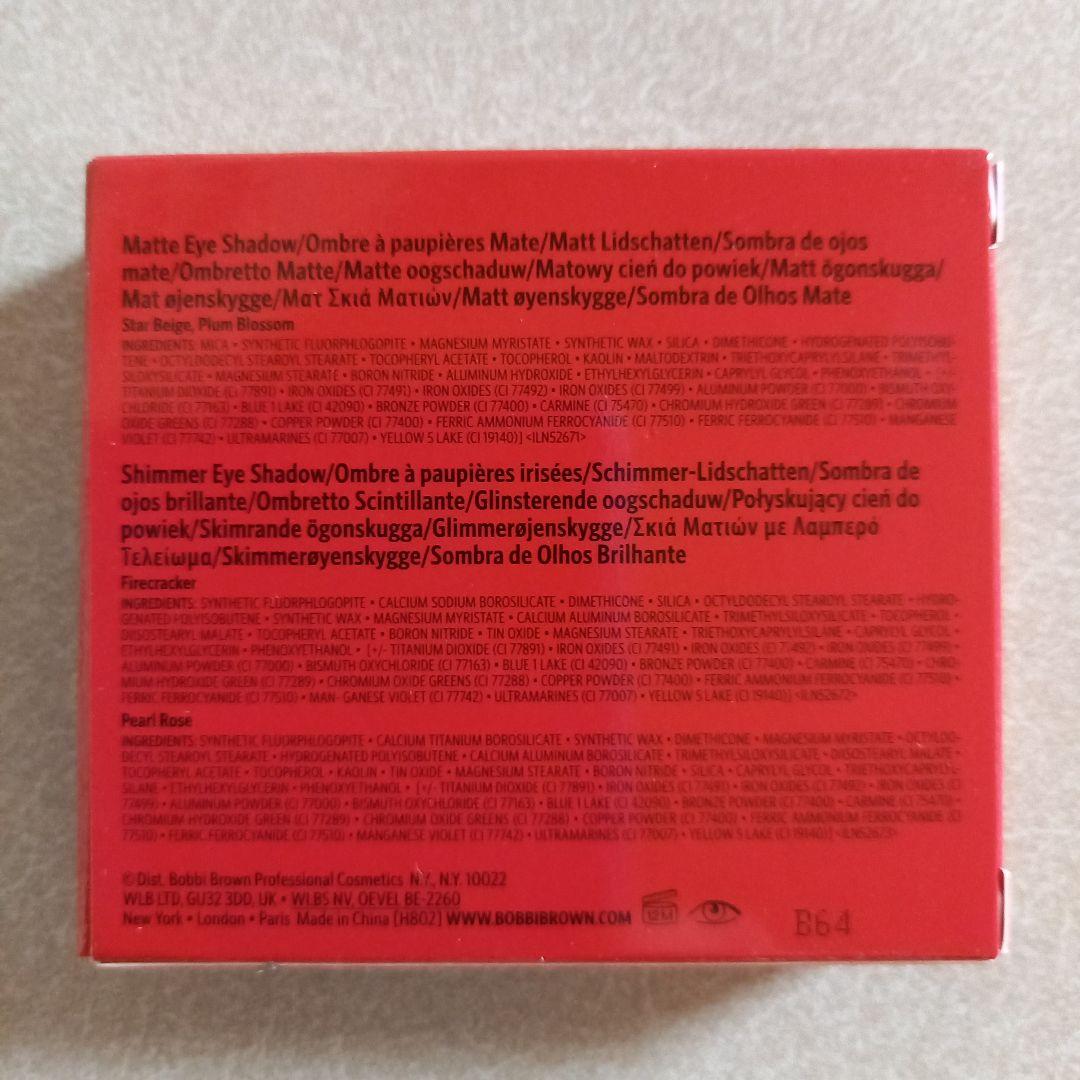 Matte Eye Shadow/Ombre à paupières Mate/Matt Lidschatten/Sombra de ojos
mate/Ombretto Matte/Matte oogschaduw/Matowy cień do powiek/Matt ögonskugga/
Mat øjenskygge/Ματ Σκιά Ματιών/Matt øyenskygge/Sombra de Olhos Mate
Star Beige, Plum Blossom
INGREDIENTS: MICA • SYNTHETIC FLUORPHLOGOPITE • MAGNESIUM MYRISTATE • SYNTHETIC WAX • SILICA • DIMETHICONE • HYDROGENATED POLYISOBU-
TENE • OCTYLDODECYL STEAROYL STEARATE • TOCOPHERYL ACETATE • TOCOPHEROL • KAOLIN • MALTODEXTRIN • TRIETHOXYCAPRYLYLSILANE • TRIMETHYL-
SILOXYSILICATE • MAGNESIUM STEARATE • BORON NITRIDE • ALUMINUM HYDROXIDE • ETHYLHEXYLGLYCERIN • CAPRYLYL GLYCOL • PHENOXYETHANOL • [+/-
TITANIUM DIOXIDE (CI 77891) • IRON OXIDES (CI 77491) • IRON OXIDES (CI 77492) • IRON OXIDES (CI 77499) • ALUMINUM POWDER (CI 77000) • BISMUTH OXY-
CHLORIDE (CI 77163) • BLUE 1 LAKE (CI 42090) • BRONZE POWDER (CI 77400) • CARMINE (CI 75470) • CHROMIUM HYDROXIDE GREEN (CI 77289) • CHROMIUM
OXIDE GREENS (CI 77288) • COPPER POWDER (CI 77400) • FERRIC AMMONIUM FERROCYANIDE (CI 77510) • FERRIC FERROCYANIDE (CI 77510) • MANGANESE
VIOLET (CI 77742) • ULTRAMARINES (CI 77007) • YELLOW 5 LAKE (CI 19140)] <ILN52671>
Shimmer Eye Shadow/Ombre à paupières irisées/Schimmer-Lidschatten/Sombra de
ojos brillante/Ombretto Scintillante/Glinsterende oogschaduw/Połyskujący cień do
powiek/Skimrande ögonskugga/Glimmerøjenskygge/Σκιά Ματιών με Λαμπερό
Τελείωμα/Skimmerøyenskygge/Sombra de Olhos Brilhante
Firecracker
INGREDIENTS: SYNTHETIC FLUORPHLOGOPITE • CALCIUM SODIUM BOROSILICATE • DIMETHICONE • SILICA • OCTYLDODECYL STEAROYL STEARATE • HYDRO-
GENATED POLYISOBUTENE • SYNTHETIC WAX • MAGNESIUM MYRISTATE • CALCIUM ALUMINUM BOROSILICATE • TRIMETHYLSILOXYSILICATE • TOCOPHEROL •
DIISOSTEARYL MALATE • TOCOPHERYL ACETATE • BORON NITRIDE • TIN OXIDE • MAGNESIUM STEARATE • TRIETHOXYCAPRYLYLSILANE • CAPRYLYL GLYCOL •
ETHYLHEXYLGLYCERIN • PHENOXYETHANOL • [+/- TITANIUM DIOXIDE (CI 77891) • IRON OXIDES (CI 77491) • IRON OXIDES (CI 77492) • IRON OXIDES (CI 77499) •
ALUMINUM POWDER (CI 77000) • BISMUTH OXYCHLORIDE (CI 77163) • BLUE 1 LAKE (CI 42090) • BRONZE POWDER (CI 77400) • CARMINE (CI 75470) • CHRO-
MIUM HYDROXIDE GREEN (CI 77289) • CHROMIUM OXIDE GREENS (CI 77288) • COPPER POWDER (CI 77400) • FERRIC AMMONIUM FERROCYANIDE (CI 77510) •
FERRIC FERROCYANIDE (CI 77510) • MAN- GANESE VIOLET (CI 77742) • ULTRAMARINES (CI 77007) • YELLOW 5 LAKE (CI 19140)] <ILN52672>
Pearl Rose
INGREDIENTS: SYNTHETIC FLUORPHLOGOPITE • CALCIUM TITANIUM BOROSILICATE • SYNTHETIC WAX • DIMETHICONE • MAGNESIUM MYRISTATE • OCTYLDO-
DECYL STEAROYL STEARATE • HYDROGENATED POLYISOBUTENE • CALCIUM ALUMINUM BOROSILICATE • TRIMETHYLSILOXYSILICATE • DIISOSTEARYL MALATE •
TOCOPHERYL ACETATE • TOCOPHEROL • KAOLIN • TIN OXIDE • MAGNESIUM STEARATE • BORON NITRIDE • SILICA • CAPRYLYL GLYCOL • TRIETHOXYCAPRYLYL-
SILANE • ETHYLHEXYLGLYCERIN • PHENOXYETHANOL • [+/- TITANIUM DIOXIDE (CI 77891) • IRON OXIDES (CI 77491) • IRON OXIDES (CI 77492) • IRON OXIDES (CI
77499) • ALUMINUM POWDER (CI 77000) • BISMUTH OXYCHLORIDE (CI 77163) • BLUE 1 LAKE (CI 42090) • BRONZE POWDER (CI 77400) • CARMINE (CI 75470) •
CHROMIUM HYDROXIDE GREEN (CI 77289) • CHROMIUM OXIDE GREENS (CI 77288) • COPPER POWDER (CI 77400) • FERRIC AMMONIUM FERROCYANIDE (CI
77510) • FERRIC FERROCYANIDE (CI 77510) • MANGANESE VIOLET (CI 77742) • ULTRAMARINES (CI 77007) • YELLOW 5 LAKE (CI 19140)] <ILN52673>
© Dist. Bobbi Brown Professional Cosmetics N.Y., N.Y. 10022
WLB LTD, GU32 3DD, UK • WLBS NV, OEVEL BE-2260
New York • London • Paris Made in China [H802] WWW.BOBBIBROWN.COM 12M
B64